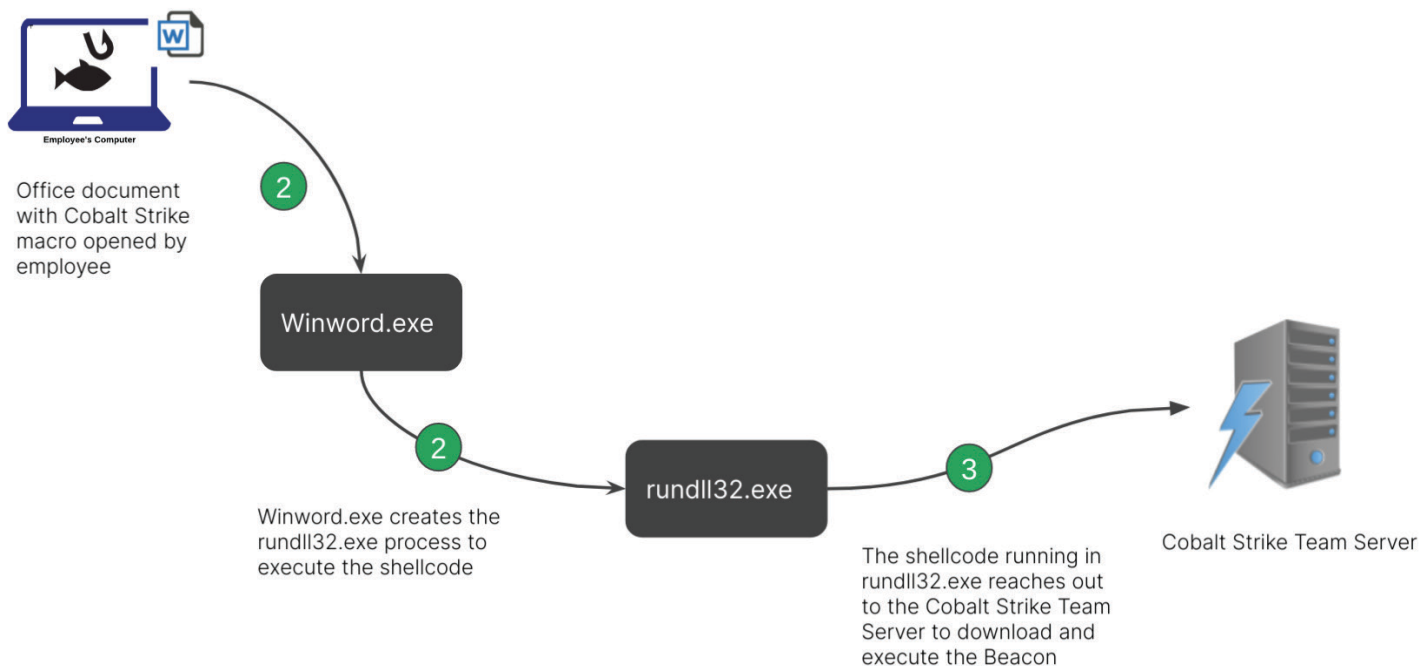 W
Employee's Computer
Office document
with Cobalt Strike
macro opened by
employee
2
Winword.exe
2
Winword.exe creates the
rundll32.exe process to
execute the shellcode
rundll32.exe
3
The shellcode running in
rundll32.exe reaches out
to the Cobalt Strike Team
Server to download and
execute the Beacon
Cobalt Strike Team Server